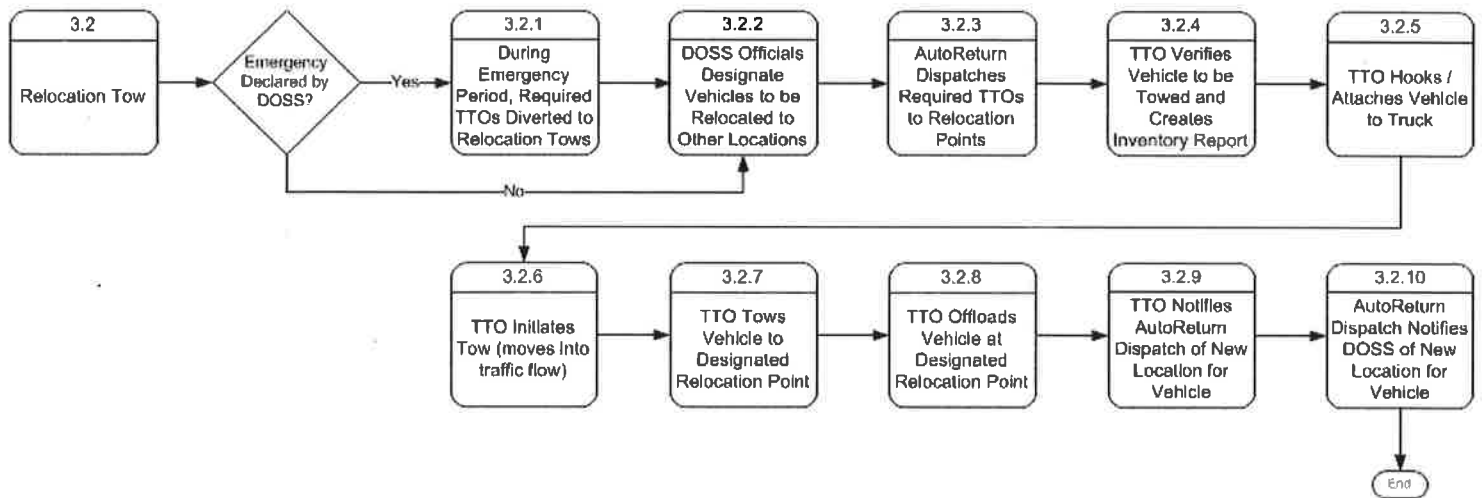 3.2
Relocation Tow
Emergency
Declared by
DOSS?
Yes
No
3.2.1
During
Emergency
Period, Required
TTOs Diverted to
Relocation Tows
3.2.2
DOSS Officials
Designate
Vehicles to be
Relocated to
Other Locations
3.2.3
AutoReturn
Dispatches
Required TTOs
to Relocation
Points
3.2.4
TTO Verifies
Vehicle to be
Towed and
Creates
Inventory Report
3.2.5
TTO Hooks /
Attaches Vehicle
to Truck
3.2.6
TTO Initiates
Tow (moves into
traffic flow)
3.2.7
TTO Tows
Vehicle to
Designated
Relocation Point
3.2.8
TTO Offloads
Vehicle at
Designated
Relocation Point
3.2.9
TTO Notifies
AutoReturn
Dispatch of New
Location for
Vehicle
3.2.10
AutoReturn
Dispatch Notifies
DOSS of New
Location for
Vehicle
End